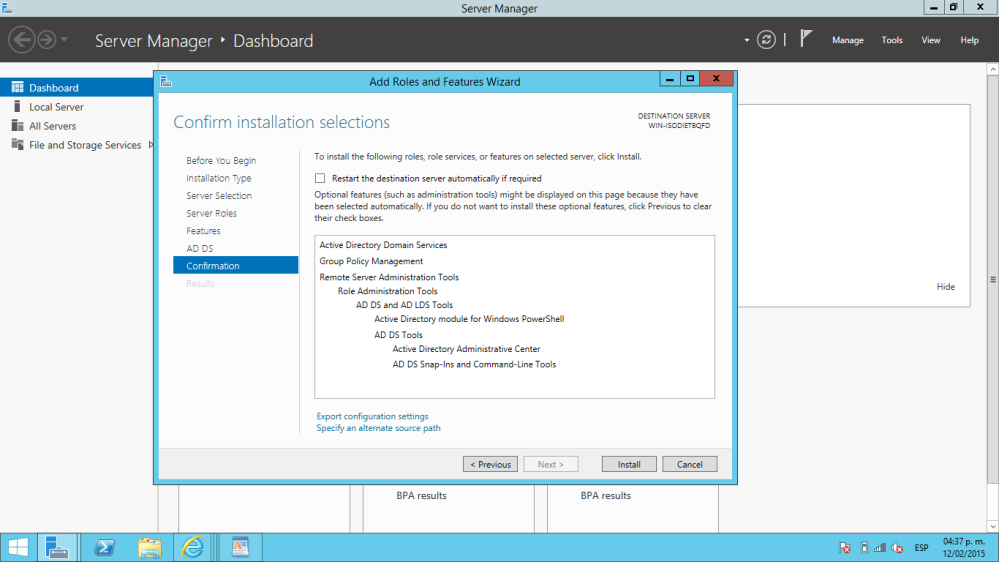 Server Manager
Server Manager ‣ Dashboard
Manage Tools View Help
Dashboard
Local Server
All Servers
File and Storage Services
Add Roles and Features Wizard
Confirm installation selections
DESTINATION SERVER
WIN-ISODIETBQFD
Before You Begin
Installation Type
Server Selection
Server Roles
Features
AD DS
Confirmation
Results
To install the following roles, role services, or features on selected server, click Install.
Restart the destination server automatically if required
Optional features (such as administration tools) might be displayed on this page because they have
been selected automatically. If you do not want to install these optional features, click Previous to clear
their check boxes.
Active Directory Domain Services
Group Policy Management
Remote Server Administration Tools
Role Administration Tools
AD DS and AD LDS Tools
Active Directory module for Windows PowerShell
AD DS Tools
Active Directory Administrative Center
AD DS Snap-Ins and Command-Line Tools
Export configuration settings
Specify an alternate source path
< Previous Next > Install Cancel
Hide
BPA results BPA results
ESP
04:37 p. m.
12/02/2015